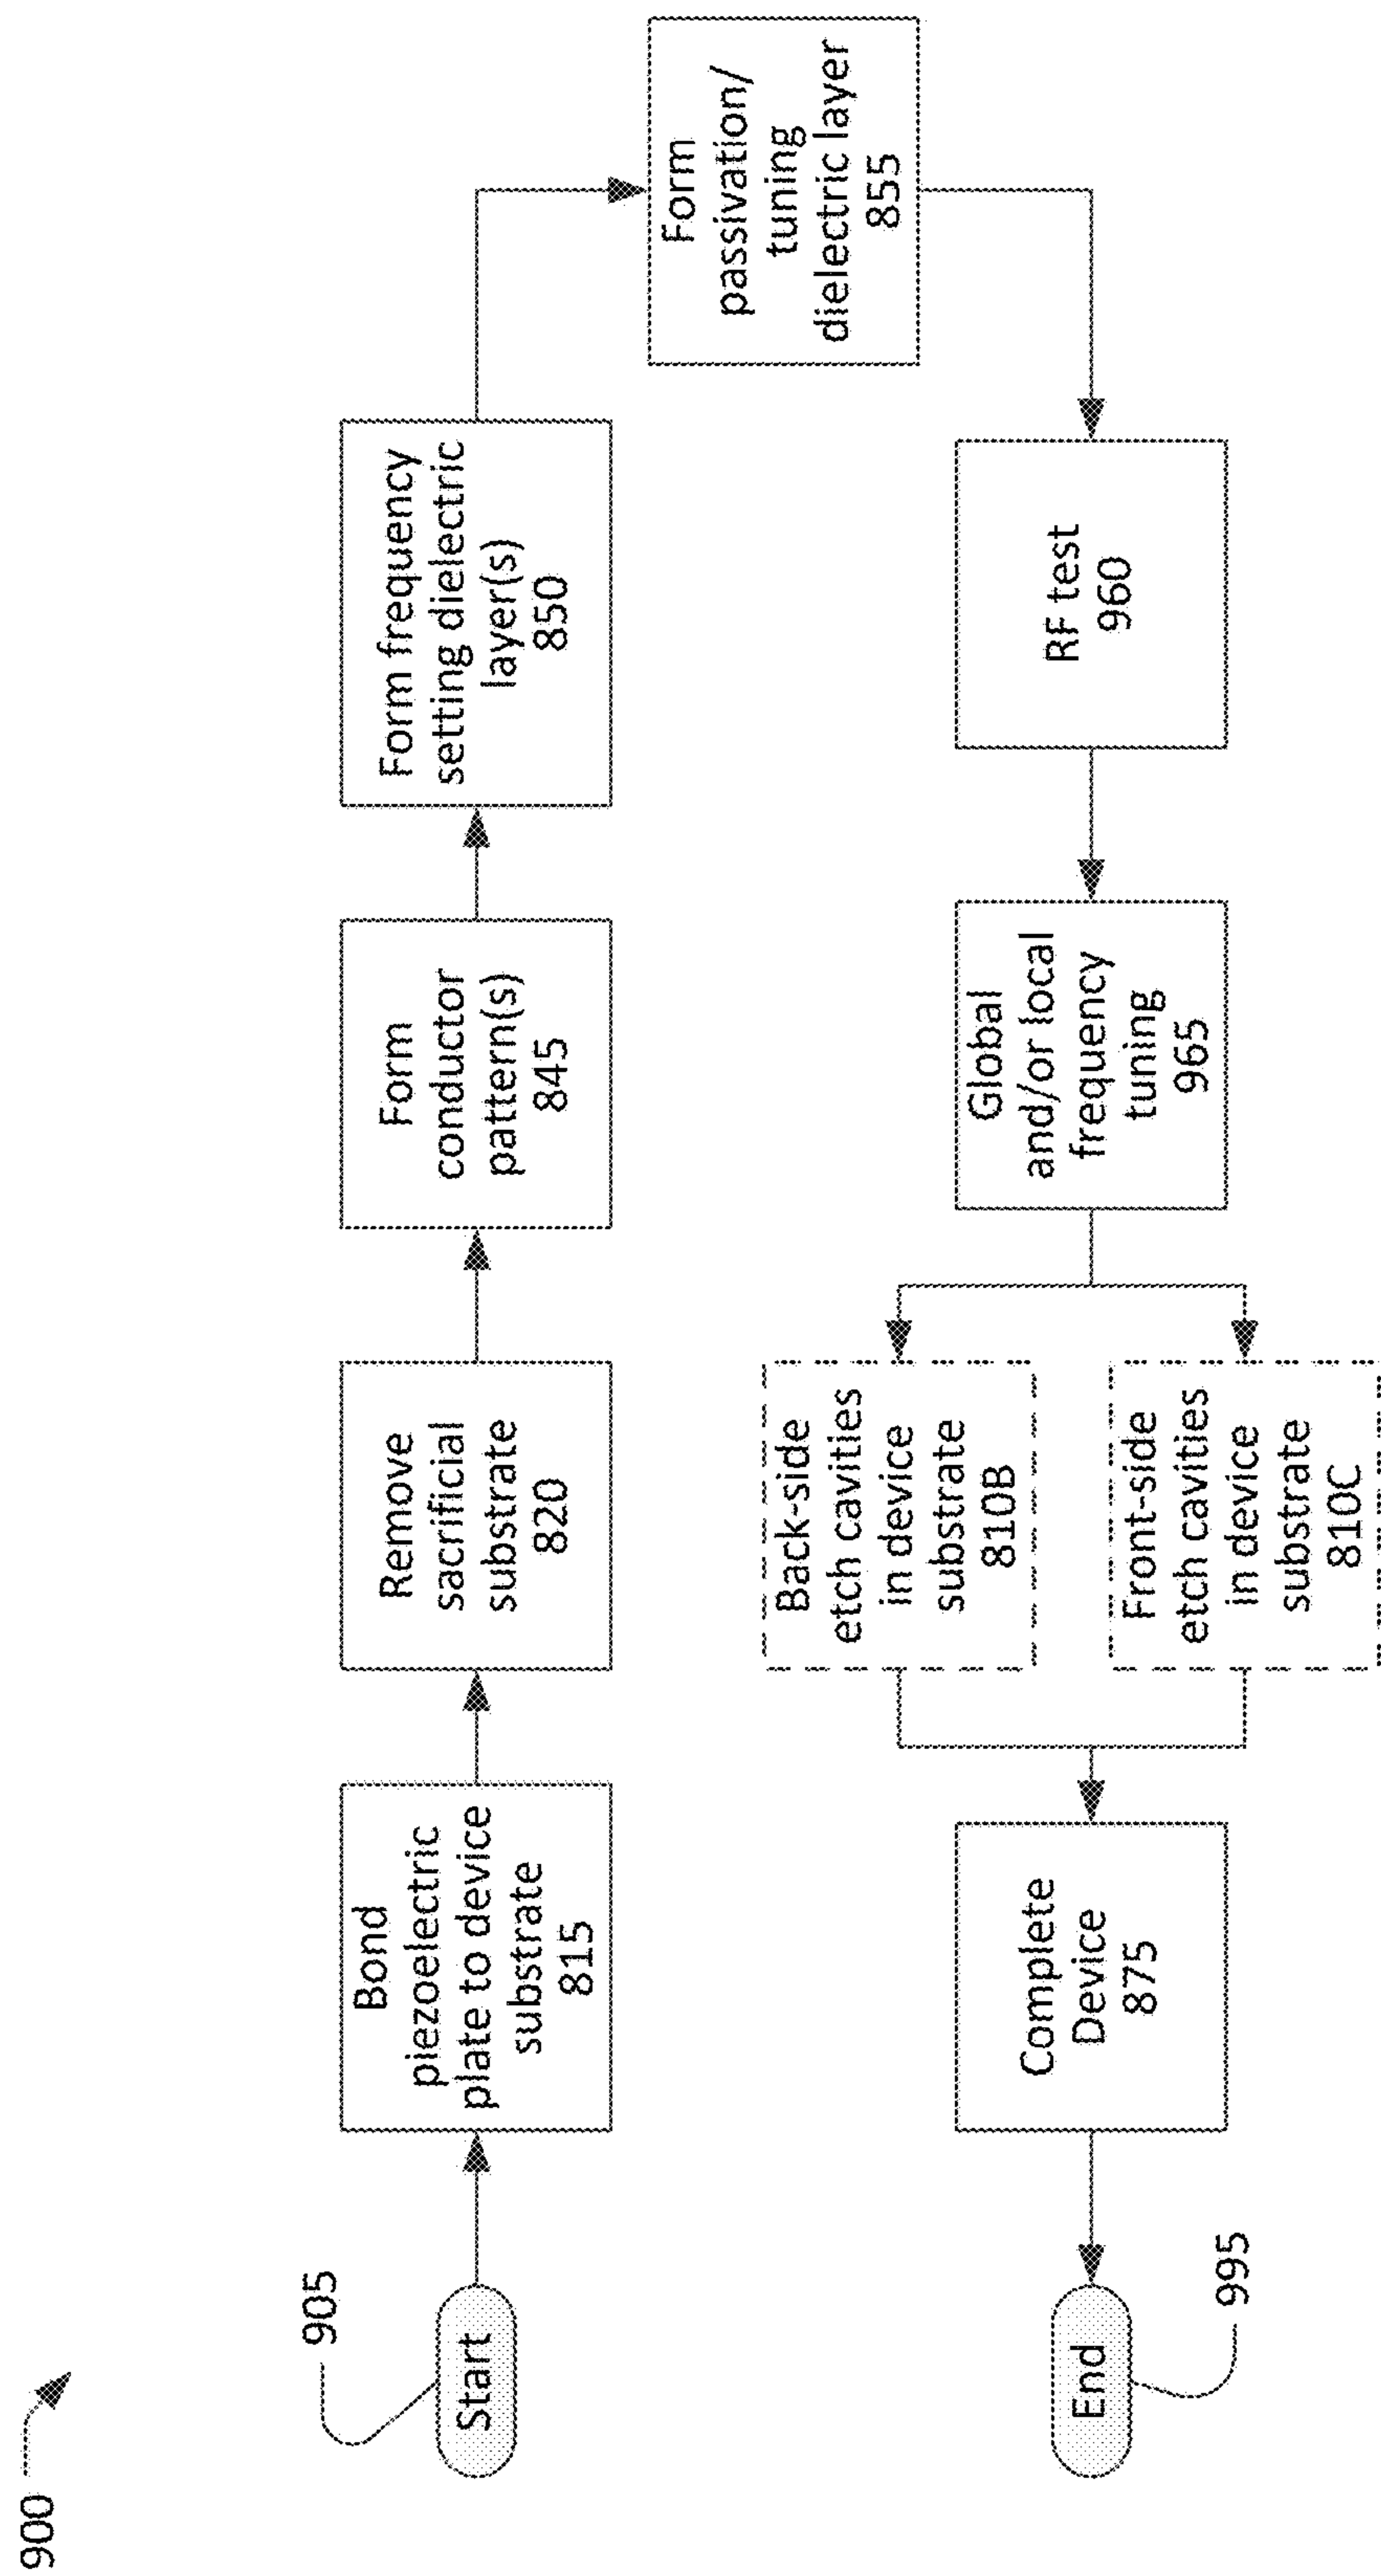 900
905
Start
Bond
piezoelectric
plate to device
substrate
815
Remove
sacrificial
substrate
820
Form
conductor
pattern(s)
845
Form frequency
setting dielectric
layer(s)
850
Form
passivation/
tuning
dielectric layer
855
RF test
960
Global
and/or local
frequency
tuning
965
Back-side
etch cavities
in device
substrate
810B
Front-side
etch cavities
in device
substrate
810C
Complete
Device
875
End
995